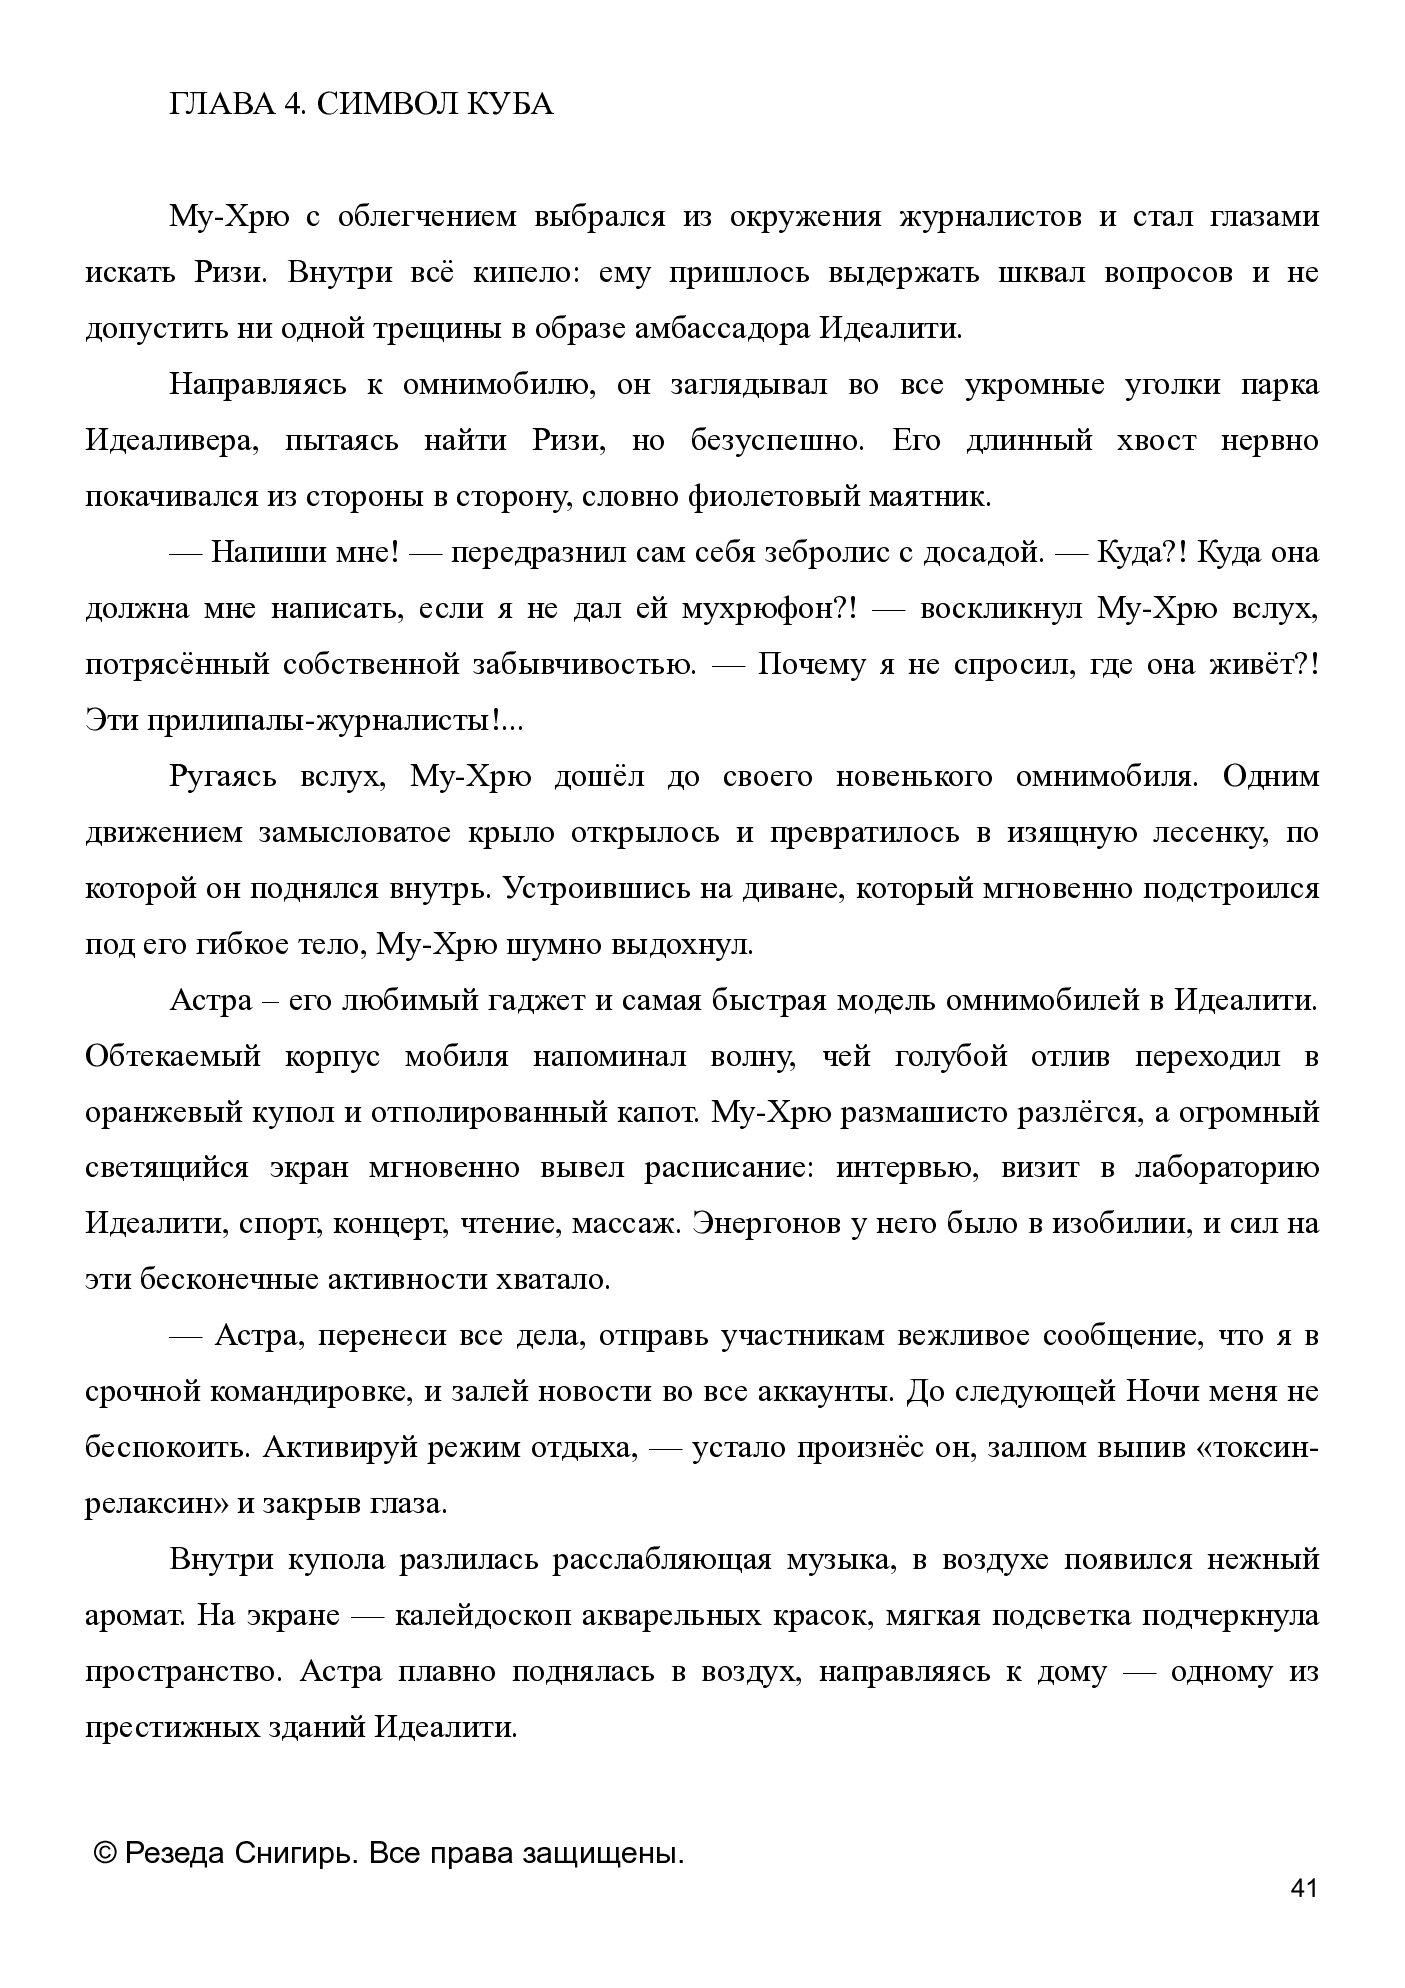 ГЛАВА 4. СИМВОЛ КУБА
Му-Хрю с облегчением выбрался из окружения журналистов и стал глазами
искать Ризи. Внутри всё кипело: ему пришлось выдержать шквал вопросов и не
допустить ни одной трещины в образе амбассадора Идеалити.
Направляясь к омнимобилю, он заглядывал во все укромные уголки парка
Идеаливера, пытаясь найти Ризи, но безуспешно. Его длинный хвост нервно
покачивался из стороны в сторону, словно фиолетовый маятник.
— Напиши мне! — передразнил сам себя зебролис с досадой. — Куда?! Куда она
должна мне написать, если я не дал ей мухрюфон?! — воскликнул Му-Хрю вслух,
потрясённый собственной забывчивостью. — Почему я не спросил, где она живёт?!
Эти прилипалы-журналисты!...
Ругаясь вслух, Му-Хрю дошёл до своего новенького омнимобиля. Одним
движением замысловатое крыло открылось и превратилось в изящную лесенку, по
которой он поднялся внутрь. Устроившись на диване, который мгновенно подстроился
под его гибкое тело, Му-Хрю шумно выдохнул.
Астра – его любимый гаджет и самая быстрая модель омнимобилей в Идеалити.
Обтекаемый корпус мобиля напоминал волну, чей голубой отлив переходил в
оранжевый купол и отполированный капот. Му-Хрю размашисто разлёгся, а огромный
светящийся экран мгновенно вывел расписание: интервью, визит в лабораторию
Идеалити, спорт, концерт, чтение, массаж. Энергонов у него было в изобилии, и сил на
эти бесконечные активности хватало.
— Астра, перенеси все дела, отправь участникам вежливое сообщение, что я в
срочной командировке, и залей новости во все аккаунты. До следующей Ночи меня не
беспокоить. Активируй режим отдыха, — устало произнёс он, залпом выпив «токсин-
релаксин» и закрыв глаза.
Внутри купола разлилась расслабляющая музыка, в воздухе появился нежный
аромат. На экране — калейдоскоп акварельных красок, мягкая подсветка подчеркнула
пространство. Астра плавно поднялась в воздух, направляясь к дому — одному из
престижных зданий Идеалити.
© Резеда Снигирь. Все права защищены.
41